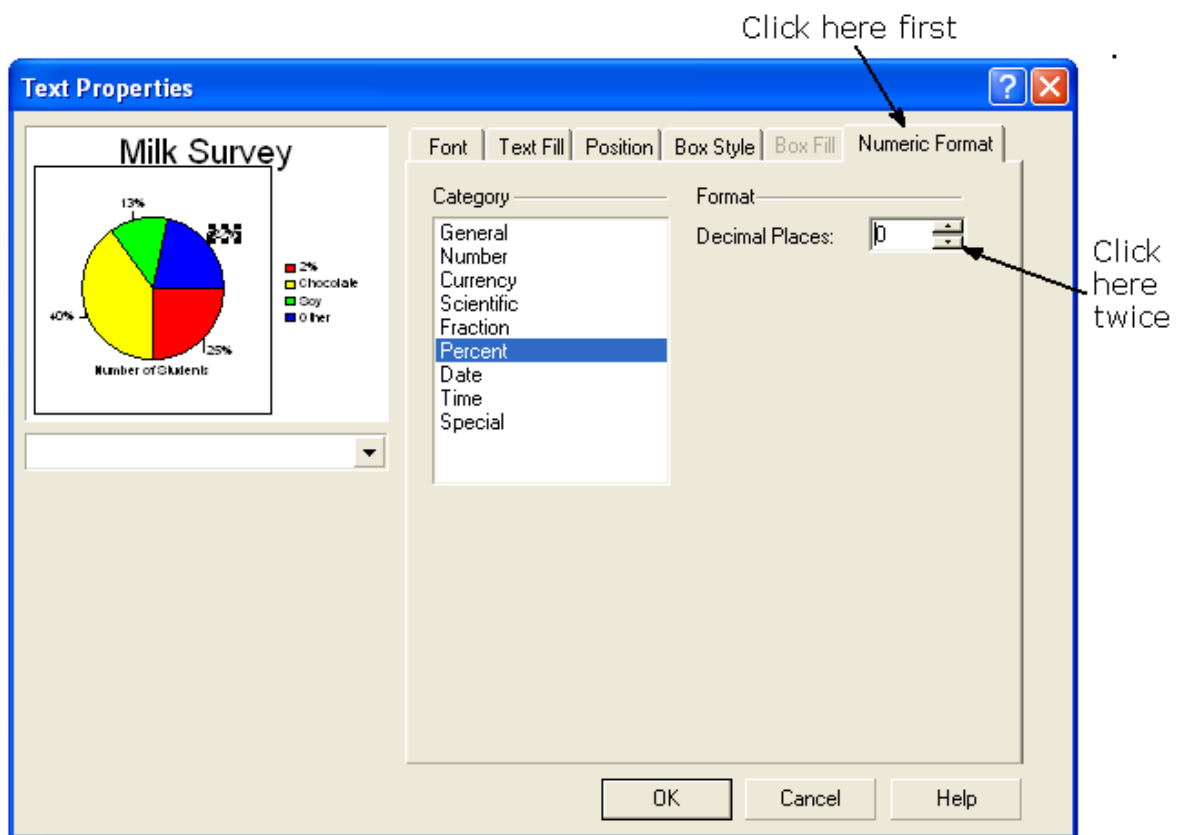 Click here first
.
Text Properties
Milk Survey
13%
40%
25%
Number of Students
2%
Chocolate
Soy
Other
Font Text Fill Position Box Style Box Fill Numeric Format
Category
General
Number
Currency
Scientific
Fraction
Percent
Date
Time
Special
Format
Decimal Places: 0
Click
here
twice
OK Cancel Help